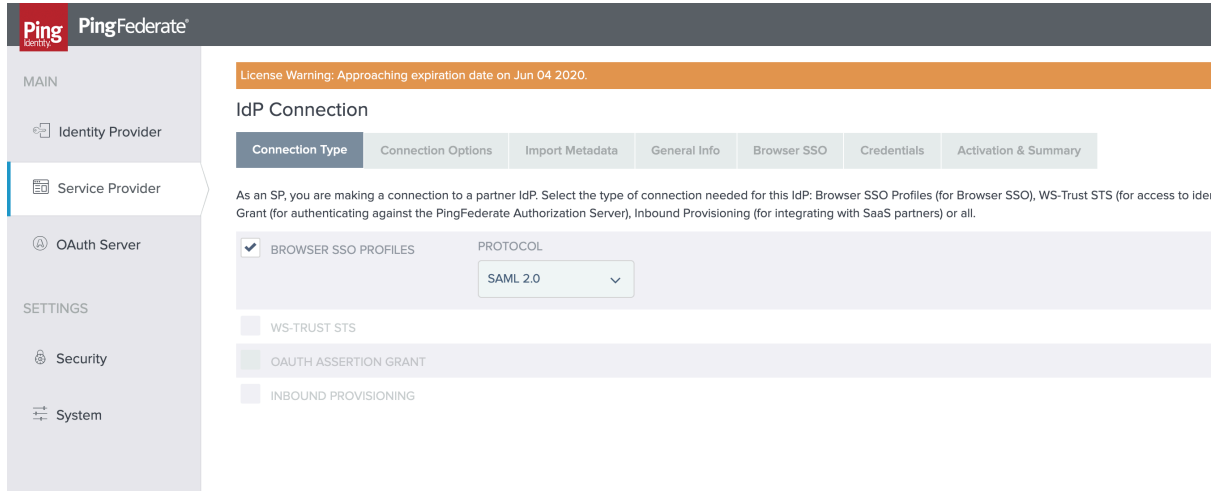 Ping
Identity.
PingFederate®
MAIN
Identity Provider
Service Provider
OAuth Server
SETTINGS
Security
System
License Warning: Approaching expiration date on Jun 04 2020.
IdP Connection
Connection Type Connection Options Import Metadata General Info Browser SSO Credentials Activation & Summary
As an SP, you are making a connection to a partner IdP. Select the type of connection needed for this IdP: Browser SSO Profiles (for Browser SSO), WS-Trust STS (for access to ider
Grant (for authenticating against the PingFederate Authorization Server), Inbound Provisioning (for integrating with SaaS partners) or all.
BROWSER SSO PROFILES
PROTOCOL
SAML 2.0
WS-TRUST STS
OAUTH ASSERTION GRANT
INBOUND PROVISIONING